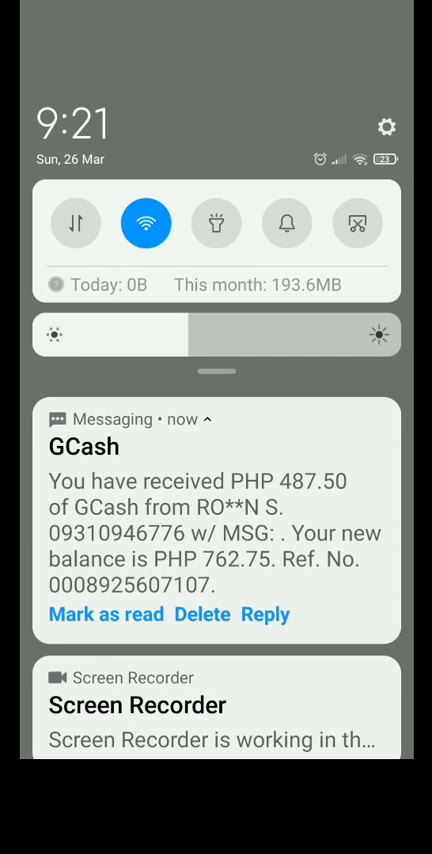 9:21
Sun, 26 Mar
23
Today: 0B This month: 193.6MB
Messaging • now
GCash
You have received PHP 487.50
of GCash from RO**N S.
09310946776 w/ MSG: . Your new
balance is PHP 762.75. Ref. No.
0008925607107.
Mark as read Delete Reply
Screen Recorder
Screen Recorder
Screen Recorder is working in th...